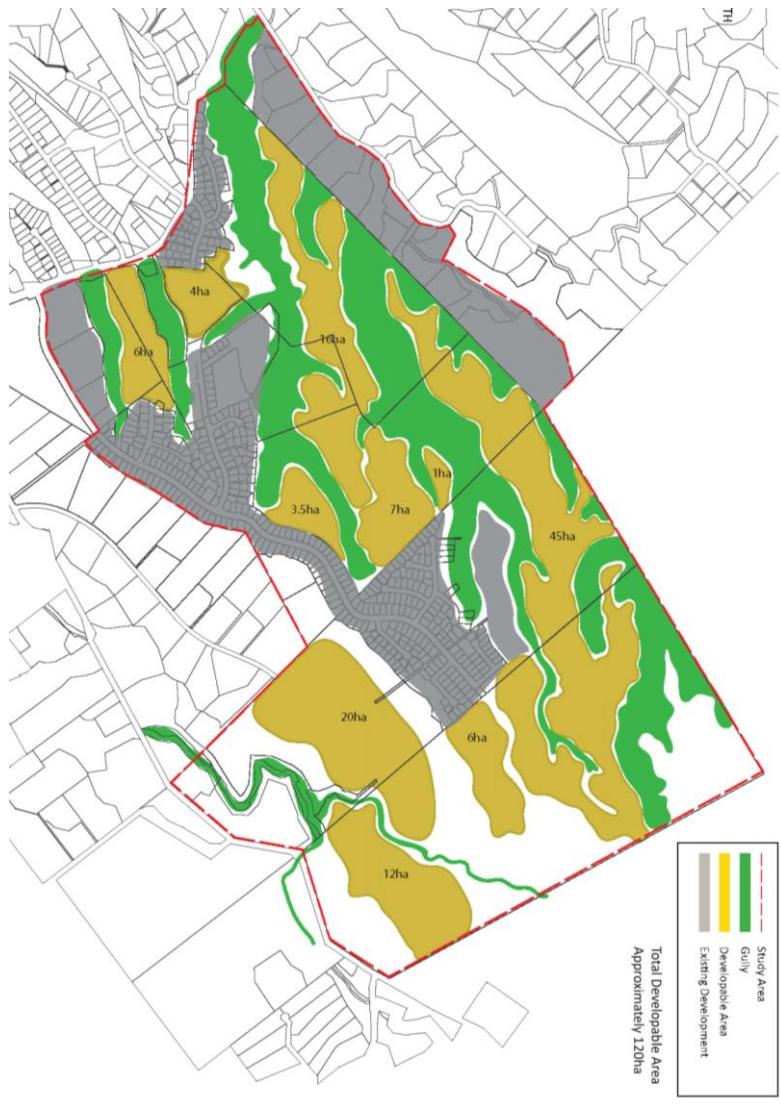 TH
4ha
6ha
16ha
1ha
3.5ha
7ha
45ha
20ha
6ha
12ha
Study Area
Gully
Developable Area
Existing Development
Total Developable Area
Approximately 120ha